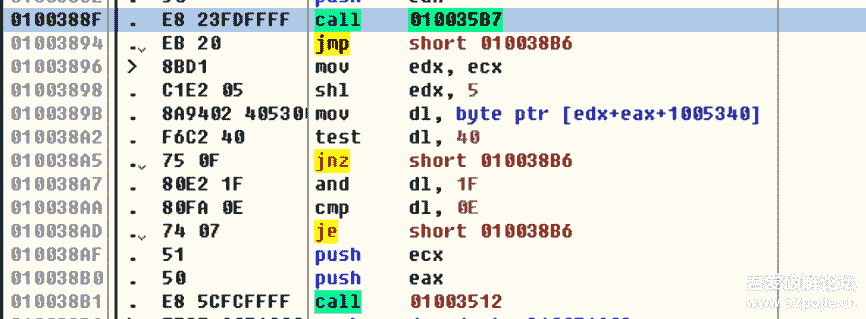 0100388F . E8 23FDFFFF call 010035B7
01003894 . EB 20 jmp short 010038B6
01003896 > 8BD1 mov edx, ecx
01003898 . C1E2 05 shl edx, 5
0100389B . 8A9402 40530 mov dl, byte ptr [edx+eax+1005340]
010038A2 . F6C2 40 test dl, 40
010038A5 . 75 0F jnz short 010038B6
010038A7 . 80E2 1F and dl, 1F
010038AA . 80FA 0E cmp dl, 0E
010038AD . 74 07 je short 010038B6
010038AF . 51 push ecx
010038B0 . 50 push eax
010038B1 . E8 5CFCFFFF call 01003512